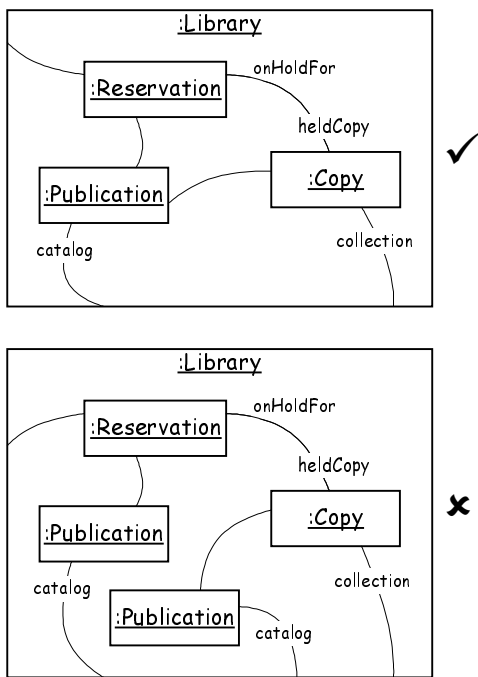 :Library
onHoldFor
:Reservation
heldCopy
:Copy
:Publication
collection
catalog
:Library
onHoldFor
:Reservation
heldCopy
:Copy
:Publication
collection
catalog
:Publication
catalog